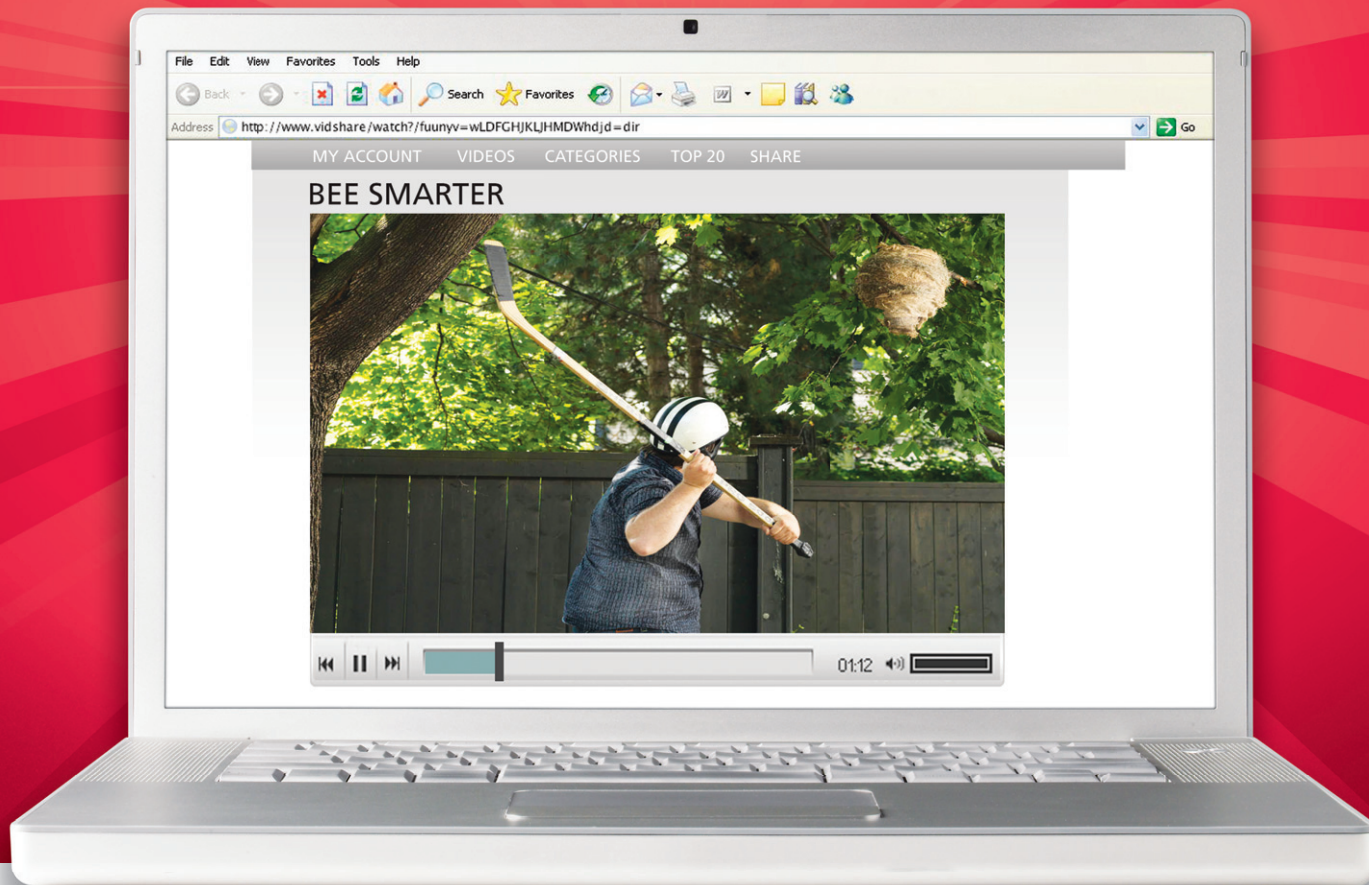 File Edit View Favorites Tools Help
Back Search Favorites W
Address http://www.vidshare/watch?/fuunyv=wLDFGHJKLJHMDWhdjd=dir Go
MY ACCOUNT VIDEOS CATEGORIES TOP 20 SHARE
BEE SMARTER
01:12